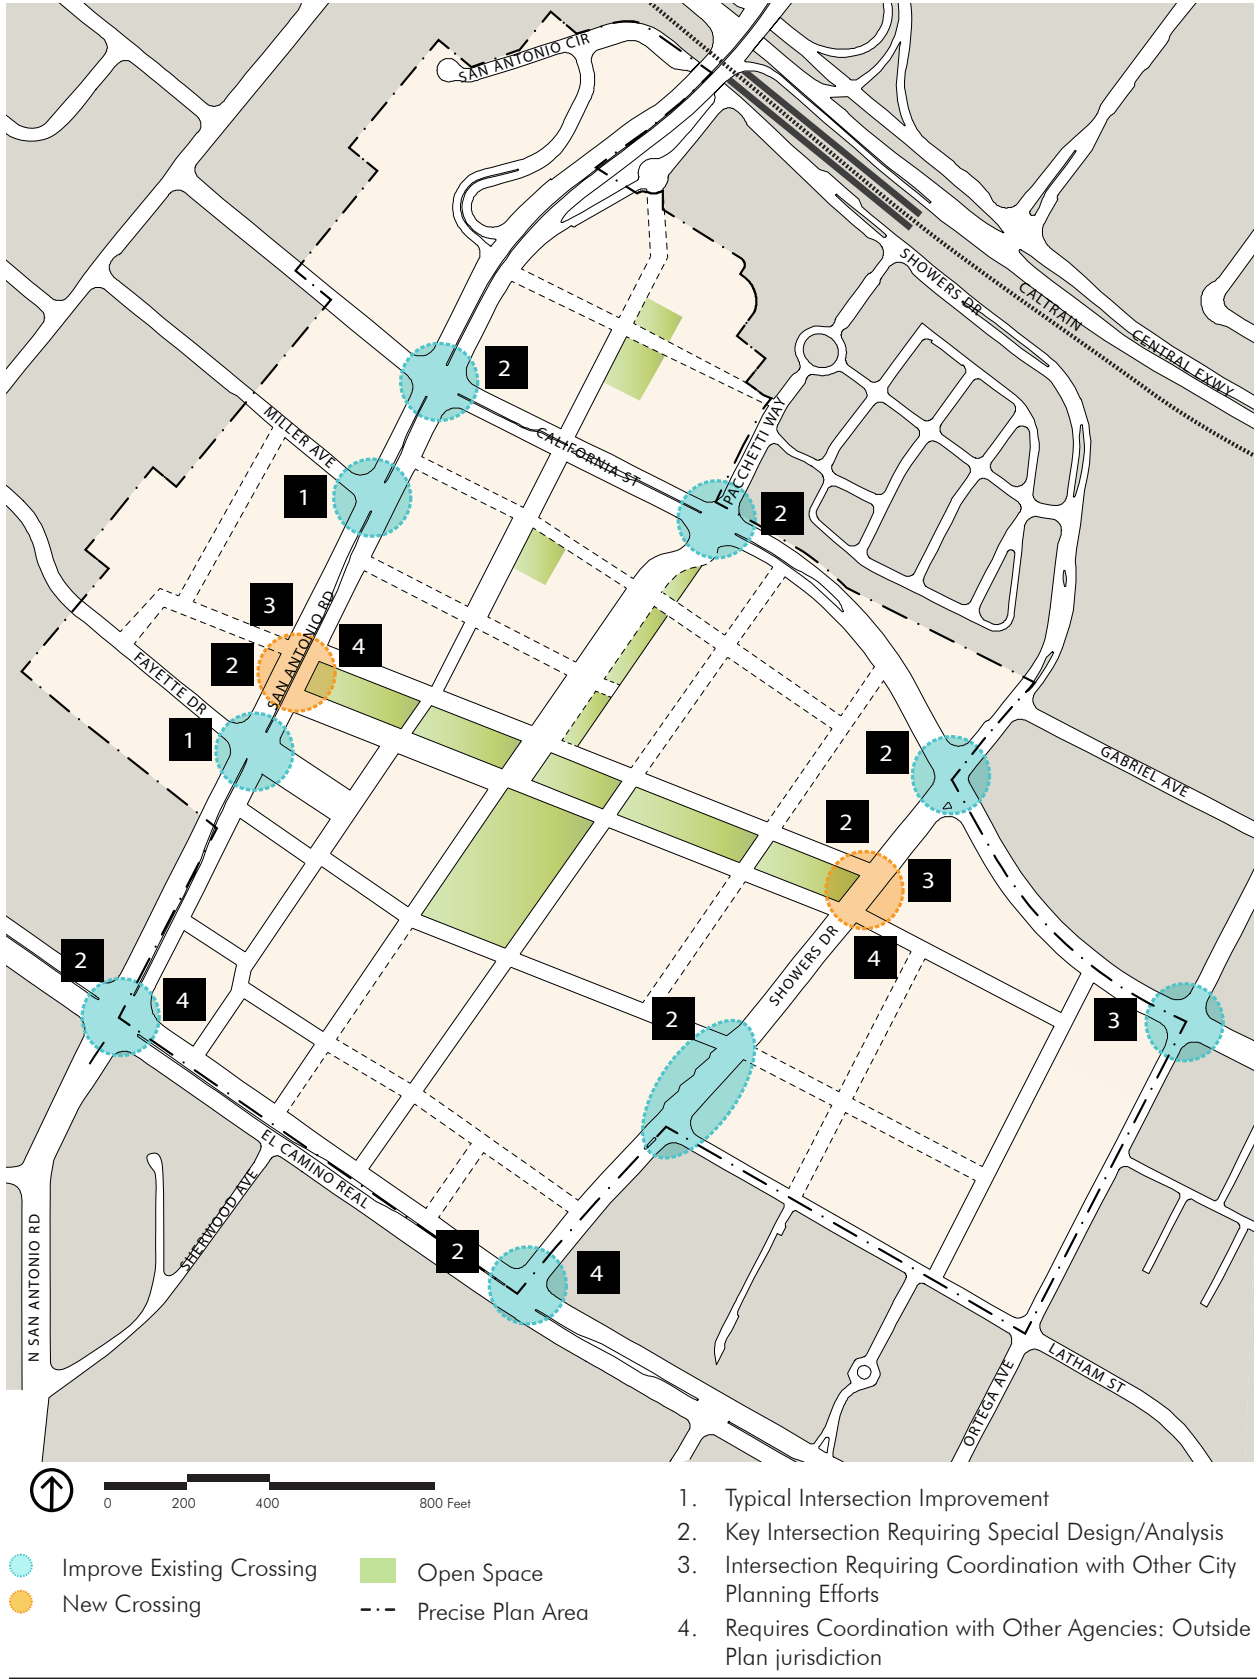 SAN ANTONIO CIR
SHOWERS DR
CALTRAIN
CENTRAL EXWY
2
MILLER AVE
CALIFORNIA ST
PACCHETTI WAY
1
2
3
SAN ANTONIO RD
4
2
FAYETTE DR
1
2
GABRIEL AVE
2
3
4
SHOWERS DR
2
4
2
3
EL CAMINO REAL
SHERWOOD AVE
N SAN ANTONIO RD
2
4
LATHAM ST
ORTEGA AVE
0 200 400 800 Feet
Improve Existing Crossing
New Crossing
Open Space
Precise Plan Area
1. Typical Intersection Improvement
2. Key Intersection Requiring Special Design/Analysis
3. Intersection Requiring Coordination with Other City
Planning Efforts
4. Requires Coordination with Other Agencies: Outside
Plan jurisdiction